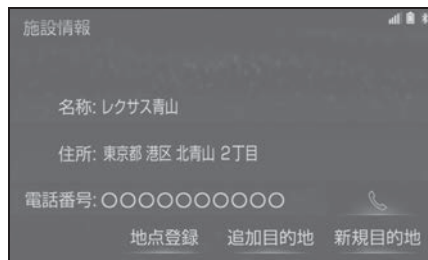 施設情報
名称: レクサス青山
住所: 東京都 港区 北青山 2丁目
電話番号: ○○○○○○○○○○
地点登録 追加目的地 新規目的地